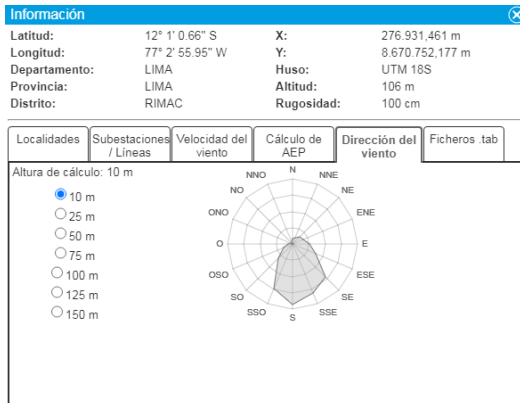 Información
Latitud: 12° 1' 0.66" S X: 276.931,461 m
Longitud: 77° 2' 55.95" W Y: 8.670.752,177 m
Departamento: LIMA Huso: UTM 18S
Provincia: LIMA Altitud: 106 m
Distrito: RIMAC Rugosidad: 100 cm
Localidades Subestaciones / Líneas Velocidad del viento Cálculo de AEP Dirección del viento Ficheros .tab
Altura de cálculo: 10 m
10 m
25 m
50 m
75 m
100 m
125 m
150 m
N
NNO NNE
NO NE
ONO ENE
O E
OSO ESE
SO SE
SSO SSE
S